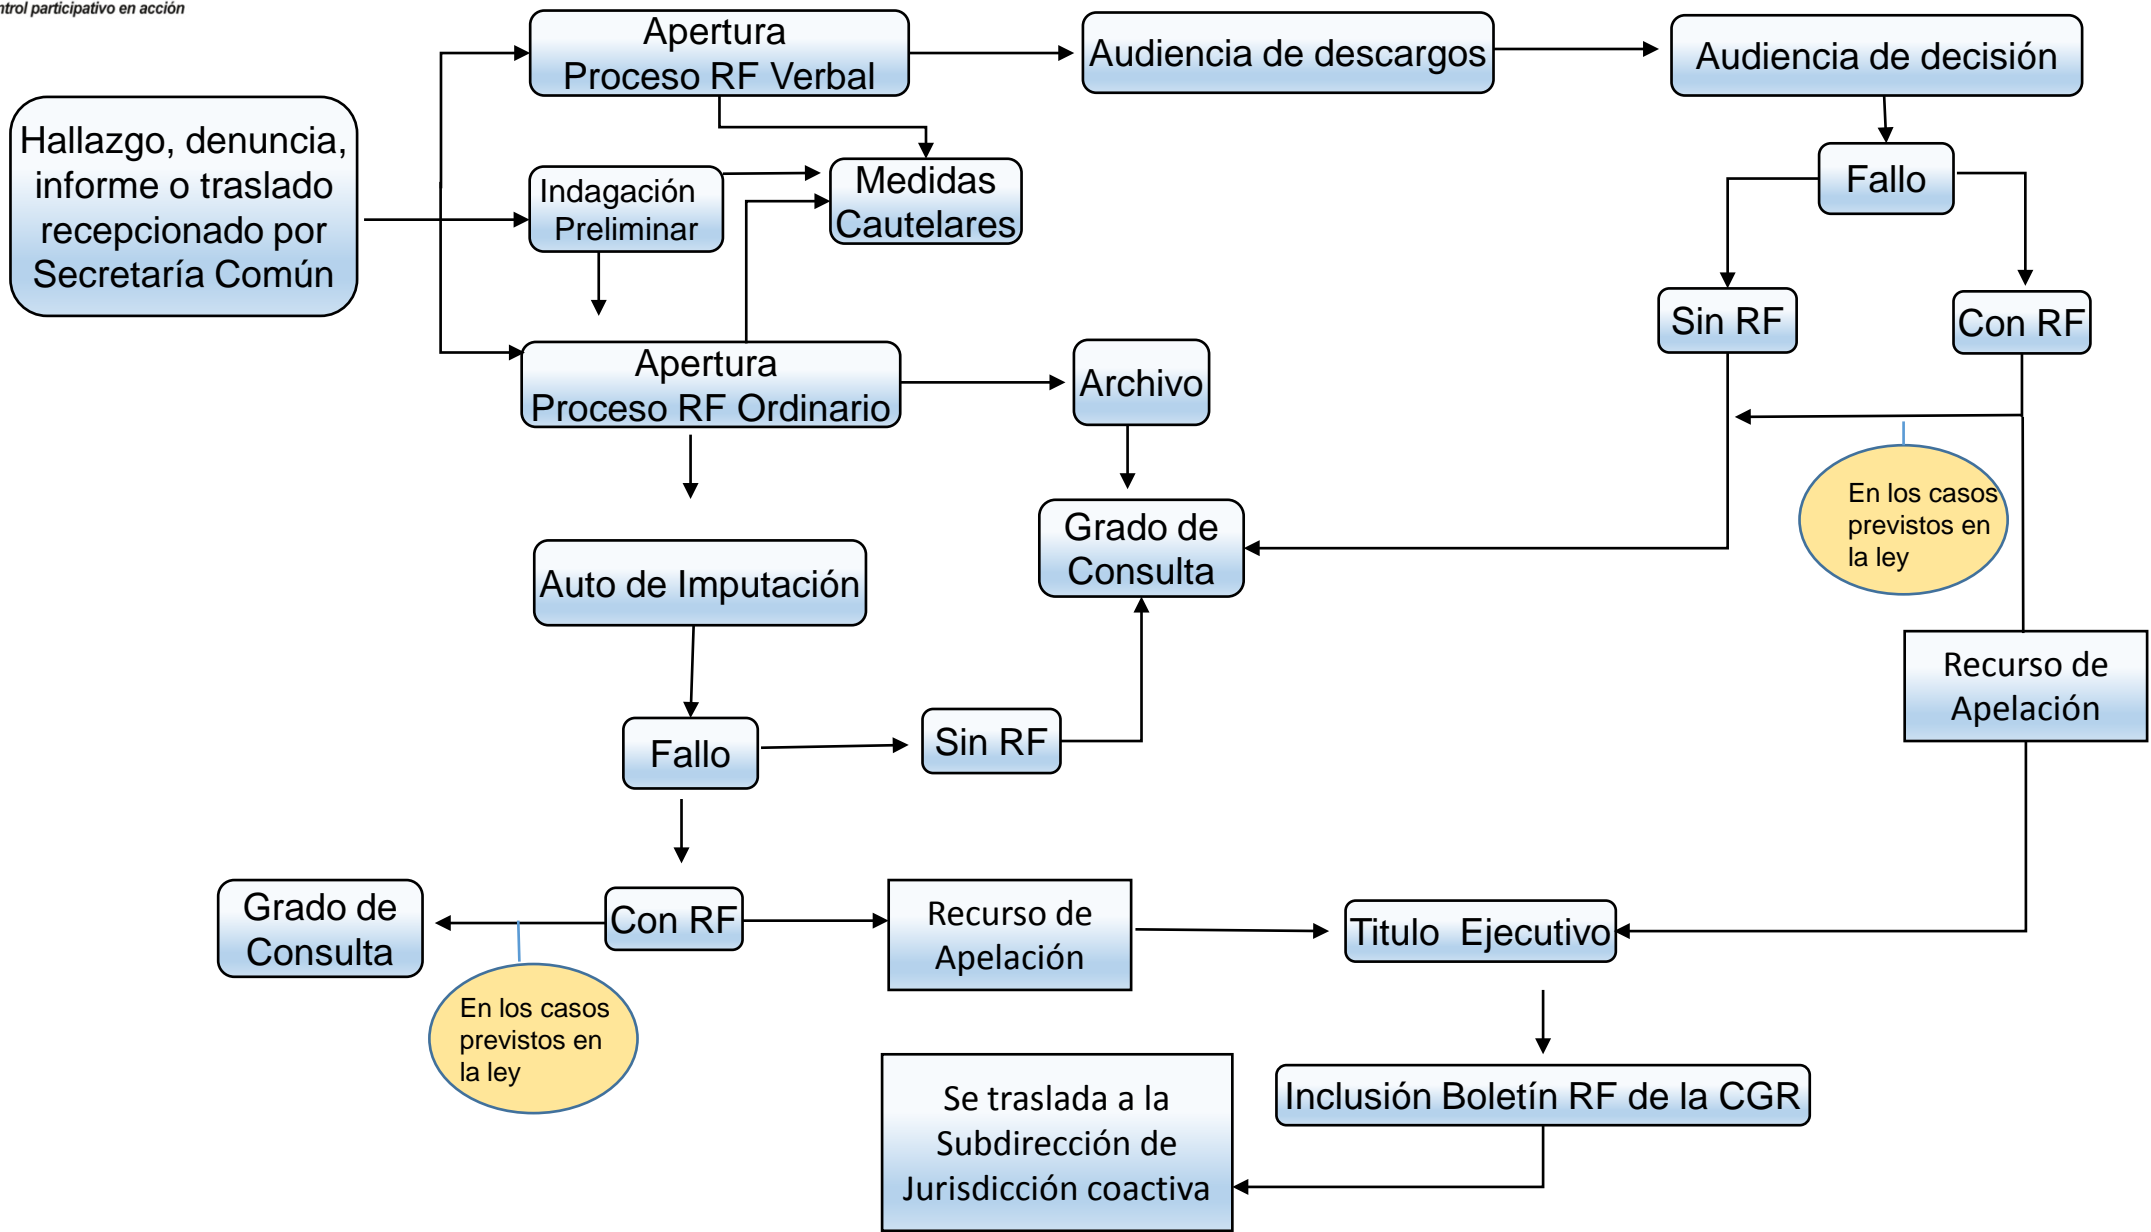 control participativo en acción
Apertura
Proceso RF Verbal
Audiencia de descargos
Audiencia de decisión
Hallazgo, denuncia,
informe o traslado
recepcionado por
Secretaría Común
Indagación
Preliminar
Medidas
Cautelares
Fallo
Sin RF
Con RF
Apertura
Proceso RF Ordinario
Archivo
En los casos
previstos en
la ley
Grado de
Consulta
Auto de Imputación
Recurso de
Apelación
Fallo
Sin RF
Grado de
Consulta
Con RF
Recurso de
Apelación
Titulo Ejecutivo
En los casos
previstos en
la ley
Se traslada a la
Subdirección de
Jurisdicción coactiva
Inclusión Boletín RF de la CGR